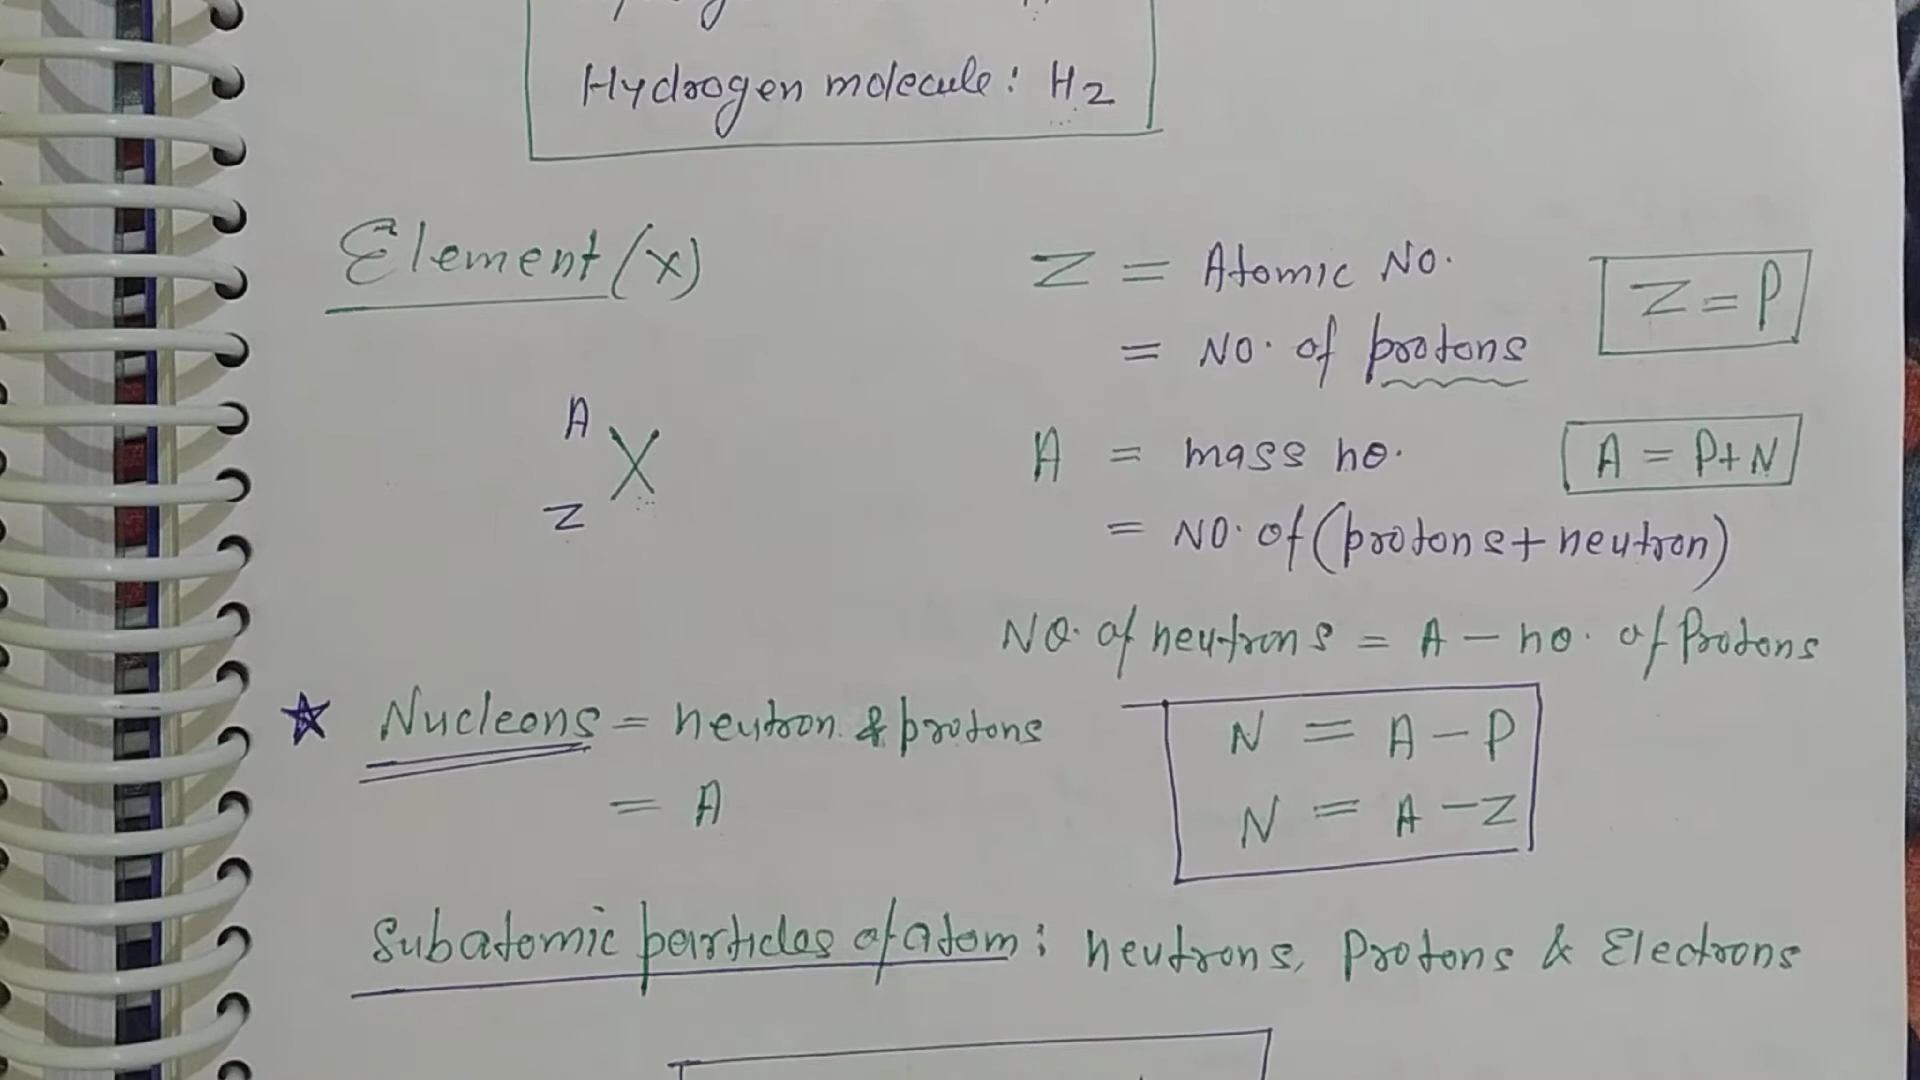 Hydrogen molecule: H2
Element (X)
Z = Atomic No.
= No. of protons
Z = P
A
X
Z
A = mass no.
A = P+N
= No. of (protons + neutron)
No. of neutrons = A - no. of Protons
Nucleons = neutron & protons
= A
N = A - P
N = A - Z
Subatomic particles of atom: neutrons, Protons & Electrons